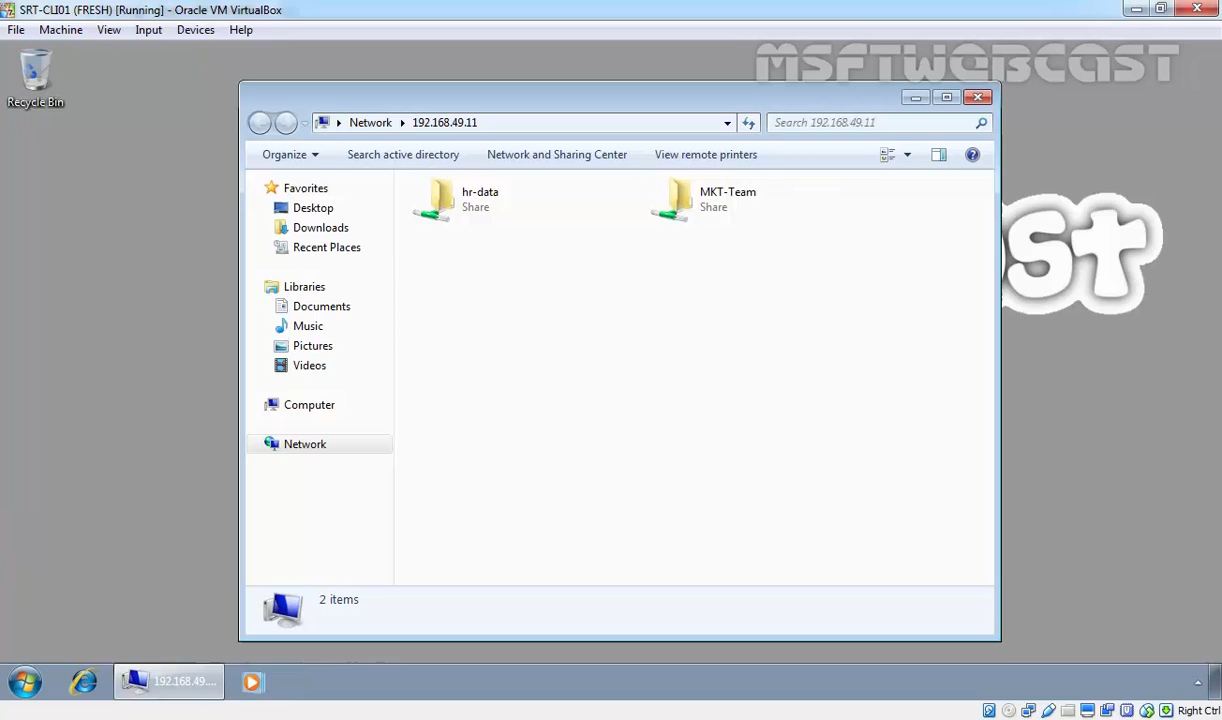 SRT-CLI01 (FRESH) [Running] - Oracle VM VirtualBox
File Machine View Input Devices Help
MSFTWEBCAST
Recycle Bin
Network 192.168.49.11
Search 192.168.49.11
Organize Search active directory Network and Sharing Center View remote printers
Favorites
Desktop
Downloads
Recent Places
Libraries
Documents
Music
Pictures
Videos
Computer
Network
hr-data
Share
MKT-Team
Share
st
2 items
192.168.49....
Right Ctrl